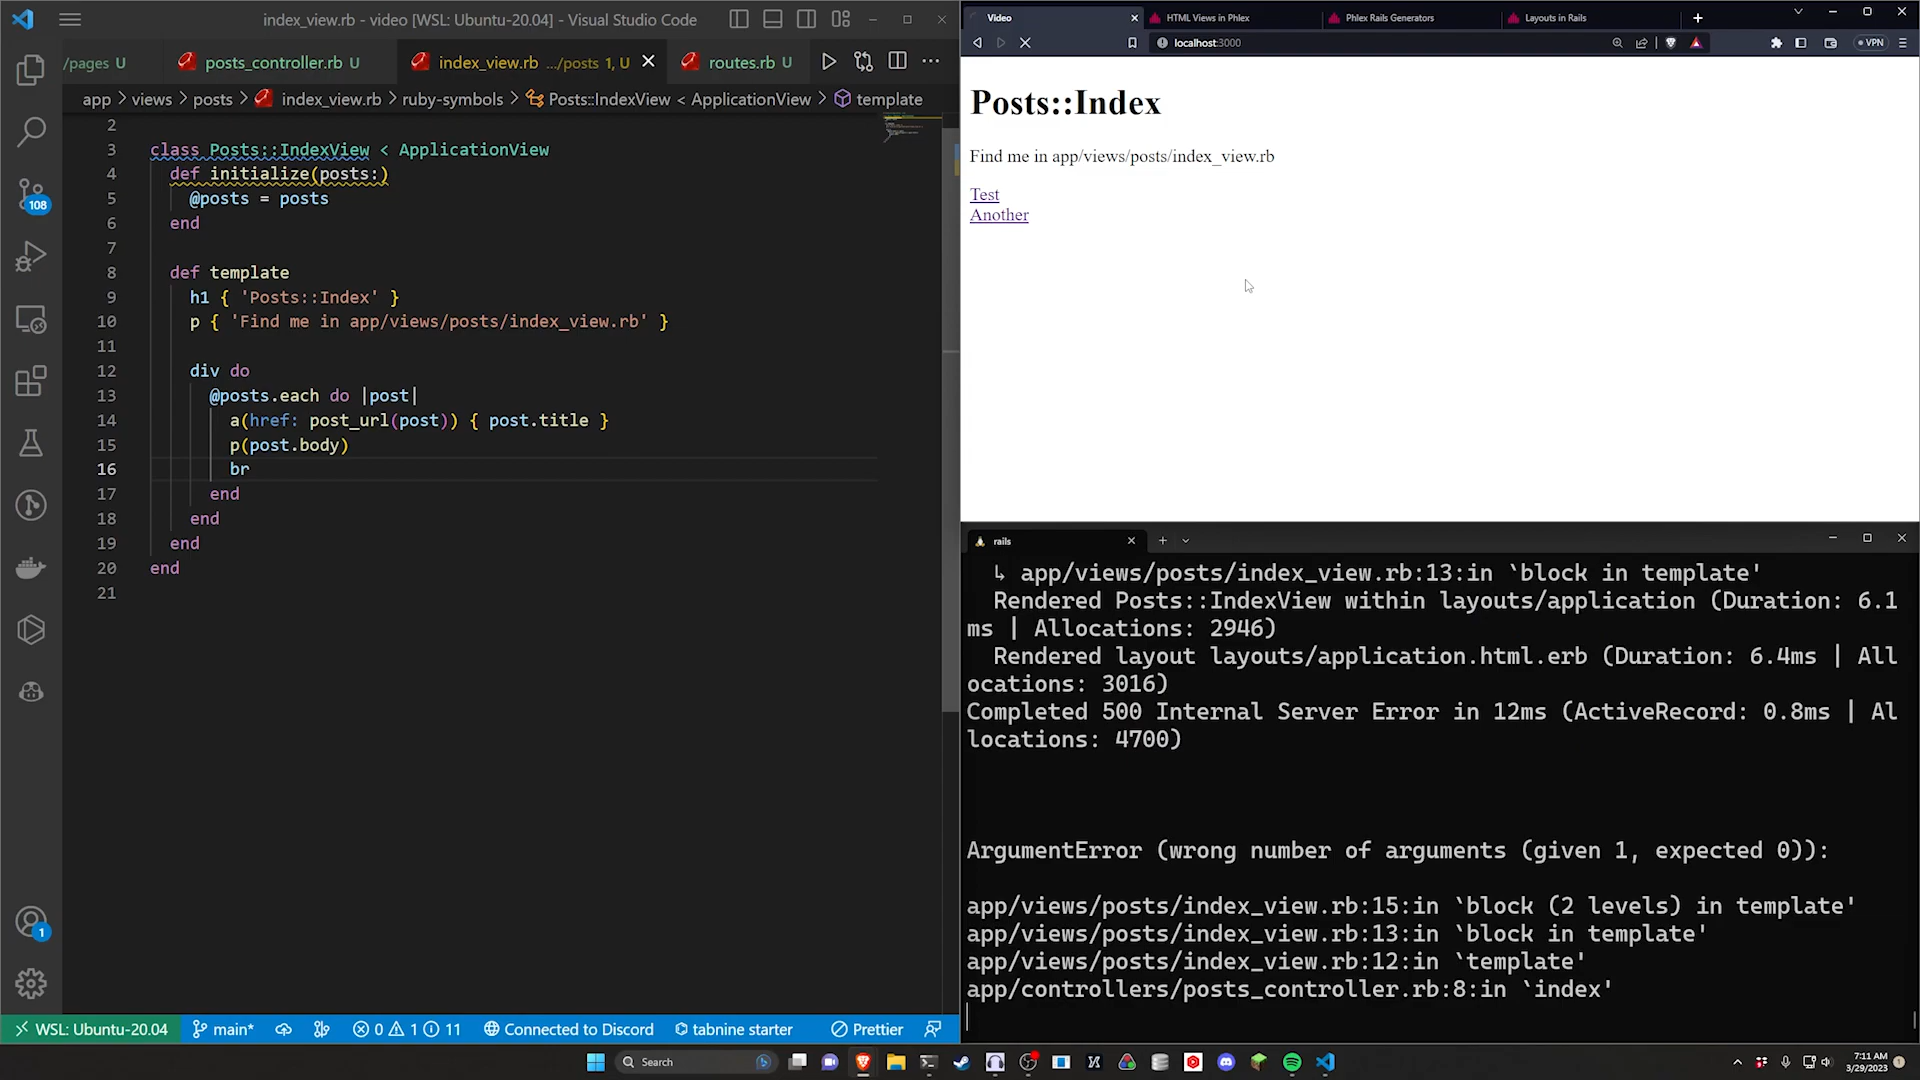 index_view.rb - video [WSL: Ubuntu-20.04] - Visual Studio Code
/pages U
posts_controller.rb U
index_view.rb .../posts 1, U
routes.rb U
app > views > posts > index_view.rb > ruby-symbols > Posts::IndexView < ApplicationView > template
2
3 class Posts::IndexView < ApplicationView
4 def initialize(posts:)
5 @posts = posts
6 end
7
8 def template
9 h1 { 'Posts::Index' }
10 p { 'Find me in app/views/posts/index_view.rb' }
11
12 div do
13 @posts.each do |post|
14 a(href: post_url(post)) { post.title }
15 p(post.body)
16 br
17 end
18 end
19 end
20 end
21
108
1
WSL: Ubuntu-20.04
main*
0 1 11
Connected to Discord
tabnine starter
Prettier
Video
HTML Views in Phlex
Phlex Rails Generators
Layouts in Rails
localhost:3000
VPN
Posts::Index
Find me in app/views/posts/index_view.rb
Test
Another
rails
↳ app/views/posts/index_view.rb:13:in `block in template'
Rendered Posts::IndexView within layouts/application (Duration: 6.1
ms | Allocations: 2946)
Rendered layout layouts/application.html.erb (Duration: 6.4ms | All
ocations: 3016)
Completed 500 Internal Server Error in 12ms (ActiveRecord: 0.8ms | Al
locations: 4700)
ArgumentError (wrong number of arguments (given 1, expected 0)):
app/views/posts/index_view.rb:15:in `block (2 levels) in template'
app/views/posts/index_view.rb:13:in `block in template'
app/views/posts/index_view.rb:12:in `template'
app/controllers/posts_controller.rb:8:in `index'
Search
7:11 AM
3/29/2023